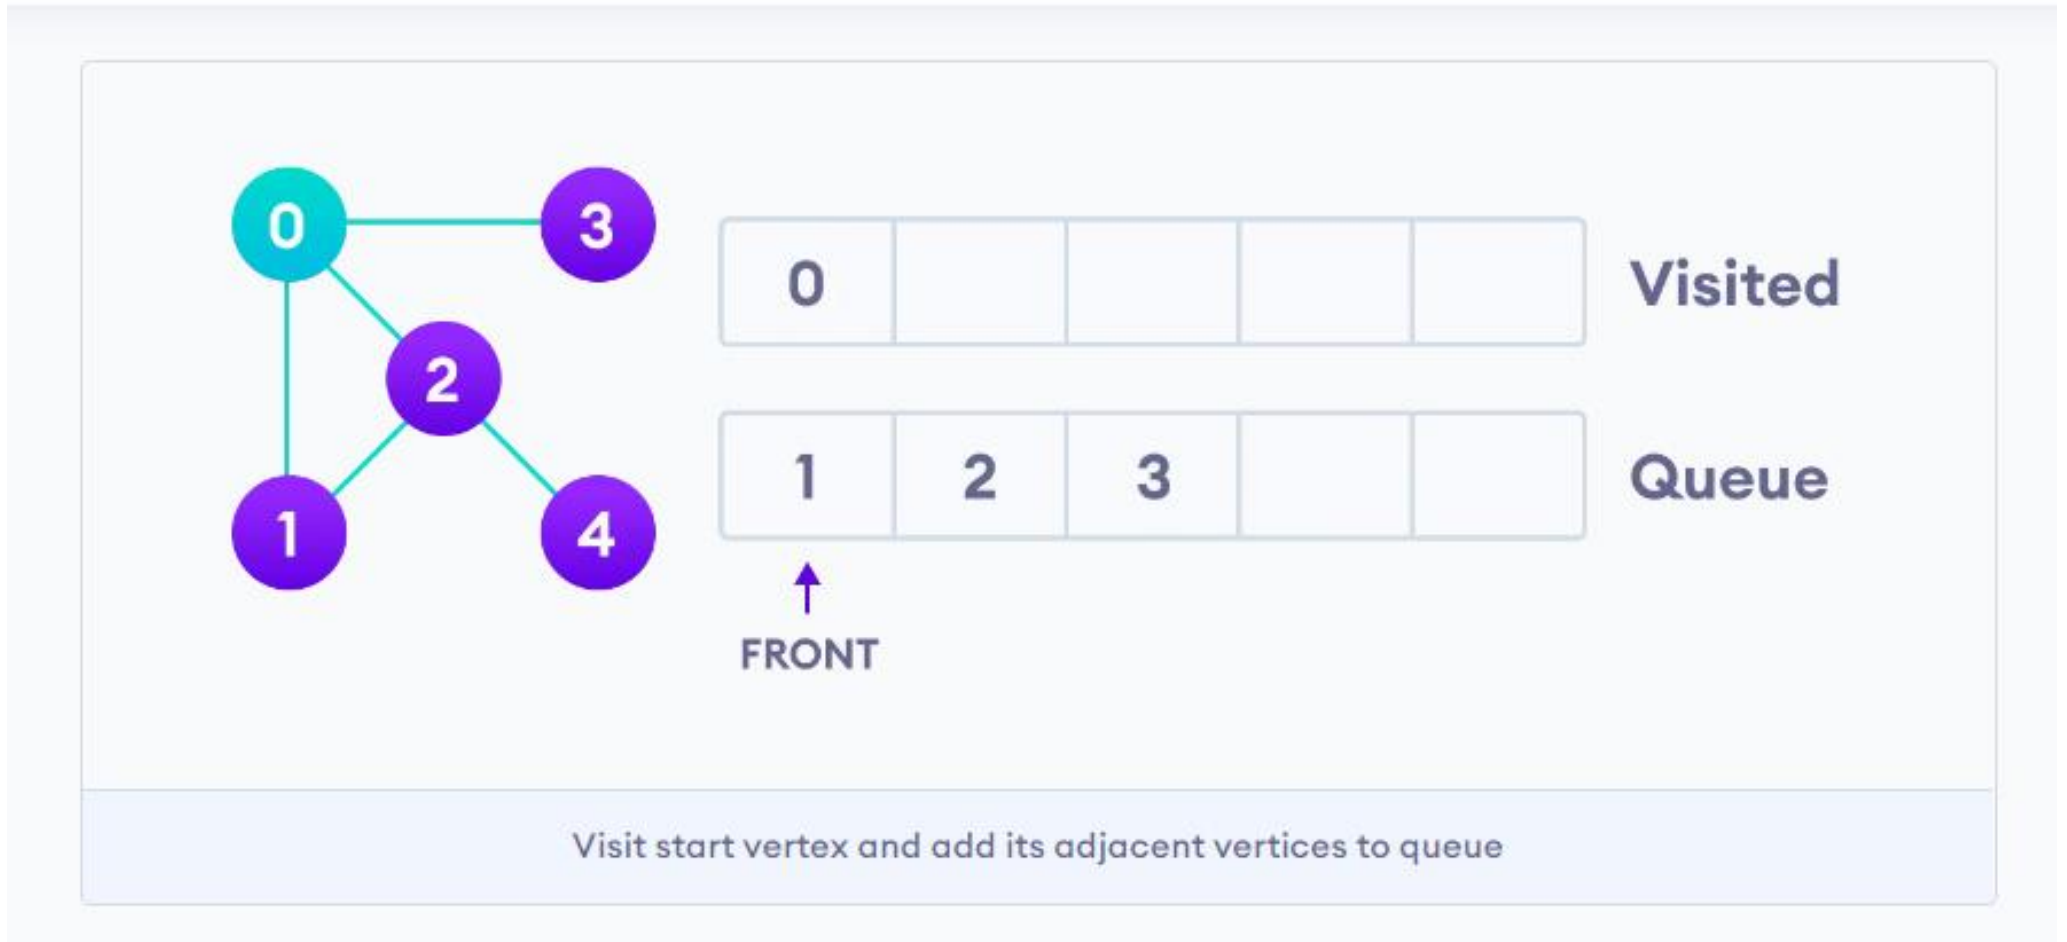 0 3
0 Visited
2
1 2 3 Queue
1 4
FRONT
Visit start vertex and add its adjacent vertices to queue